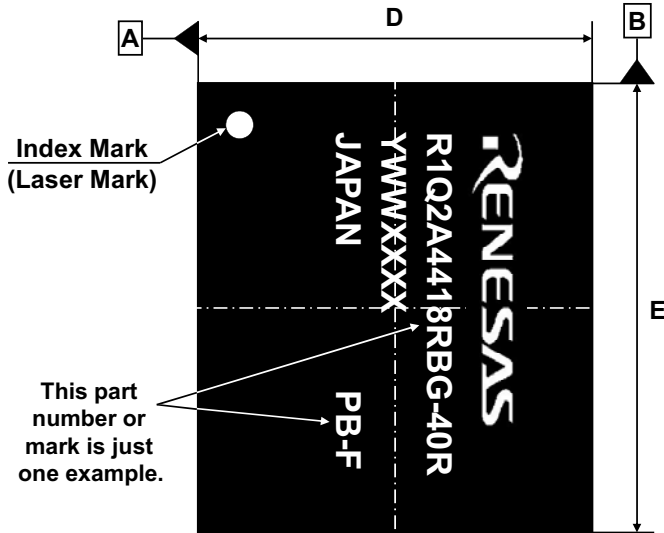 A
D
B
Index Mark
(Laser Mark)
RENESAS
R1Q2A4418RBG-40R
YWWXXXX
JAPAN
PB-F
E
This part
number or
mark is just
one example.